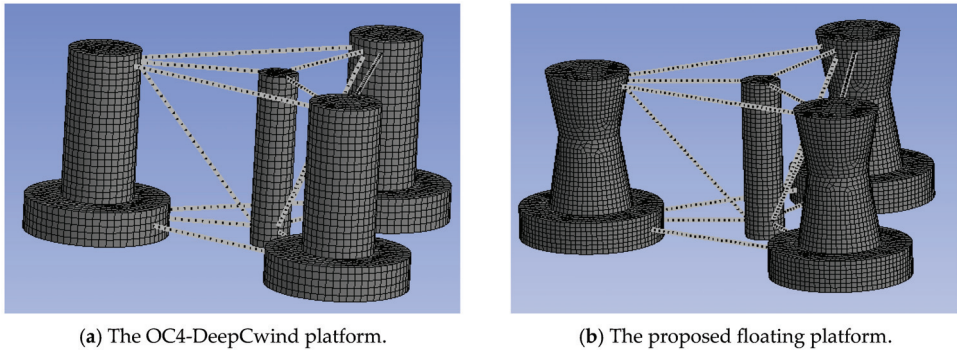 (a) The OC4-DeepCwind platform.
(b) The proposed floating platform.